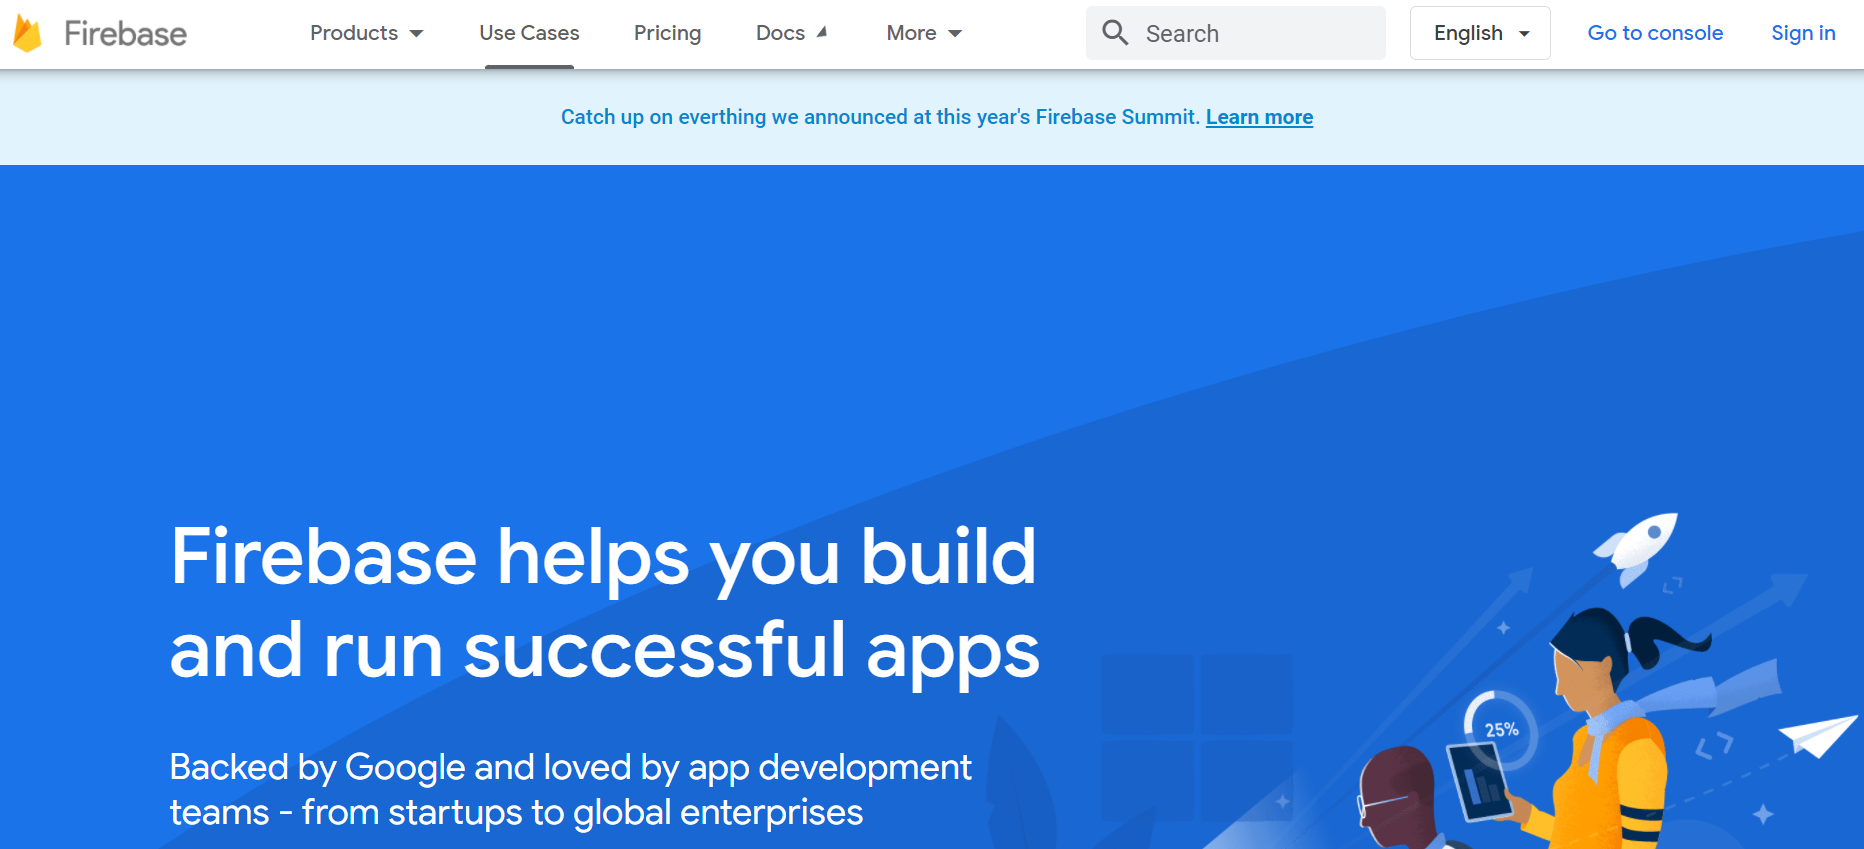 Firebase Products Use Cases Pricing Docs More Search English Go to console Sign in
Catch up on everthing we announced at this year's Firebase Summit. Learn more
Firebase helps you build
and run successful apps
25%
Backed by Google and loved by app development
teams - from startups to global enterprises